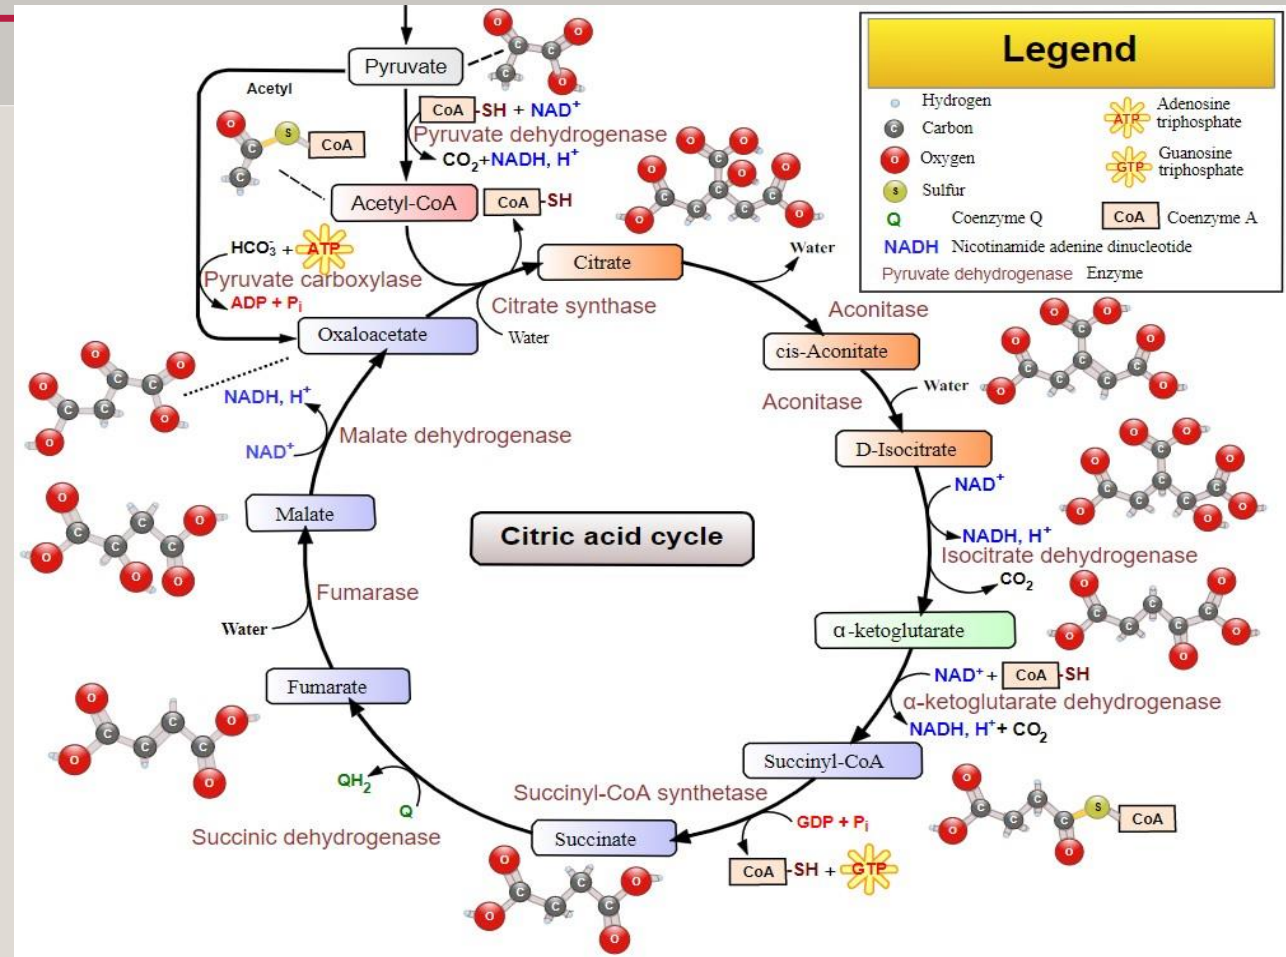 Pyruvate
Acetyl
CoA -SH + NAD⁺
Pyruvate dehydrogenase
CO₂+NADH, H⁺
S CoA
Acetyl-CoA
CoA -SH
HCO₃⁻ + ATP
Pyruvate carboxylase
ADP + Pᵢ
Citrate
Citrate synthase
Water
Oxaloacetate
Water
Aconitase
cis-Aconitate
Water
Aconitase
D-Isocitrate
NAD⁺
NADH, H⁺
Isocitrate dehydrogenase
CO₂
α-ketoglutarate
NAD⁺ + CoA -SH
α-ketoglutarate dehydrogenase
NADH, H⁺+ CO₂
Succinyl-CoA
S CoA
Succinyl-CoA synthetase
GDP + Pᵢ
CoA -SH + GTP
Succinate
QH₂
Q
Succinic dehydrogenase
Fumarate
Water
Fumarase
Malate
NADH, H⁺
NAD⁺
Malate dehydrogenase
Citric acid cycle
Legend
Hydrogen
C Carbon
O Oxygen
S Sulfur
Q Coenzyme Q
NADH Nicotinamide adenine dinucleotide
Pyruvate dehydrogenase Enzyme
ATP Adenosine
triphosphate
GTP Guanosine
triphosphate
CoA Coenzyme A